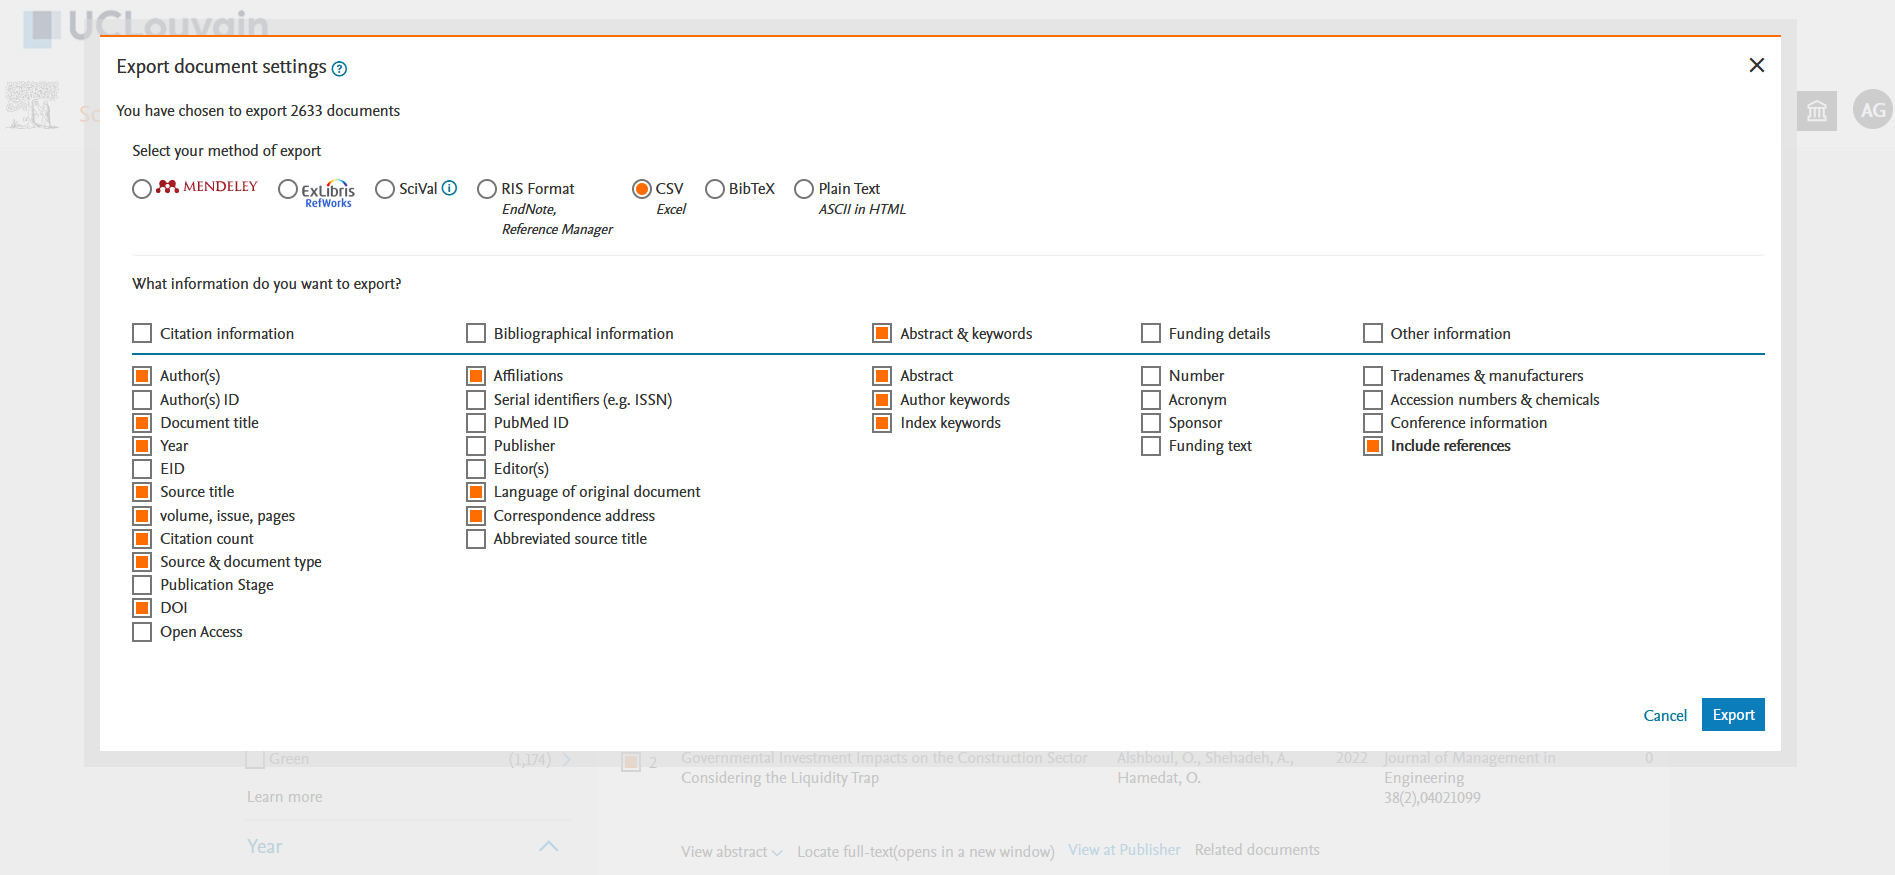 UCLouvain
Export document settings ?
You have chosen to export 2633 documents
AG
Select your method of export
MENDELEY
ExLibris
RefWorks
SciVal i
RIS Format
EndNote,
Reference Manager
CSV
Excel
BibTeX
Plain Text
ASCII in HTML
What information do you want to export?
Citation information
Author(s)
Author(s) ID
Document title
Year
EID
Source title
volume, issue, pages
Citation count
Source & document type
Publication Stage
DOI
Open Access
Bibliographical information
Affiliations
Serial identifiers (e.g. ISSN)
PubMed ID
Publisher
Editor(s)
Language of original document
Correspondence address
Abbreviated source title
Abstract & keywords
Abstract
Author keywords
Index keywords
Funding details
Number
Acronym
Sponsor
Funding text
Other information
Tradenames & manufacturers
Accession numbers & chemicals
Conference information
Include references
Cancel
Export
Green (1,174)
Learn more
Year
2
Governmental Investment Impacts on the Construction Sector
Considering the Liquidity Trap
Alshboul, O., Shehadeh, A.,
Hamedat, O.
2022
Journal of Management in
Engineering
38(2),04021099
0
View abstract
Locate full-text(opens in a new window)
View at Publisher
Related documents